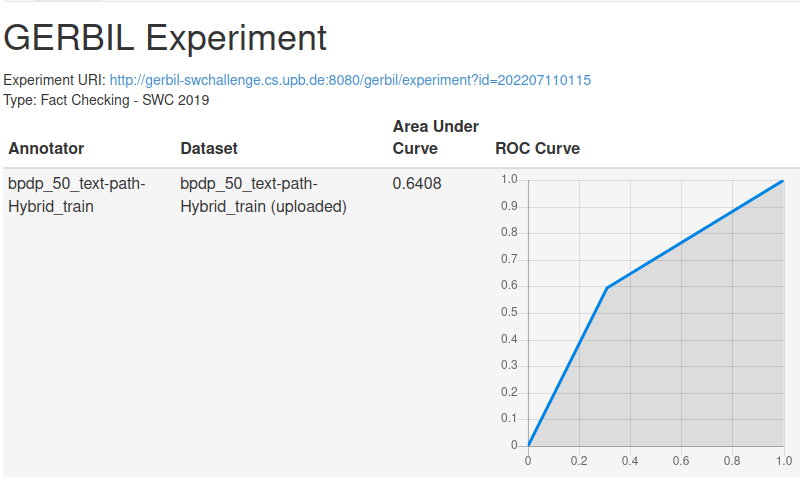 GERBIL Experiment
Experiment URI: http://gerbil-swchallenge.cs.upb.de:8080/gerbil/experiment?id=202207110115
Type: Fact Checking - SWC 2019
Annotator
Dataset
Area Under
Curve
ROC Curve
bpdp_50_text-path-
Hybrid_train
bpdp_50_text-path-
Hybrid_train (uploaded)
0.6408
1.0
0.9
0.8
0.7
0.6
0.5
0.4
0.3
0.2
0.1
0
0
0.2
0.4
0.6
0.8
1.0